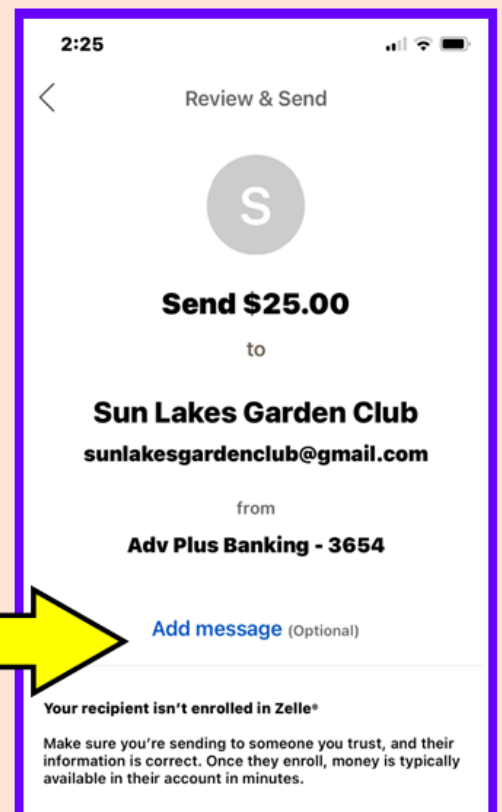 2:25
Review & Send
S
Send $25.00
to
Sun Lakes Garden Club
sunlakesgardenclub@gmail.com
from
Adv Plus Banking - 3654
Add message (Optional)
Your recipient isn't enrolled in Zelle®
Make sure you're sending to someone you trust, and their
information is correct. Once they enroll, money is typically
available in their account in minutes.